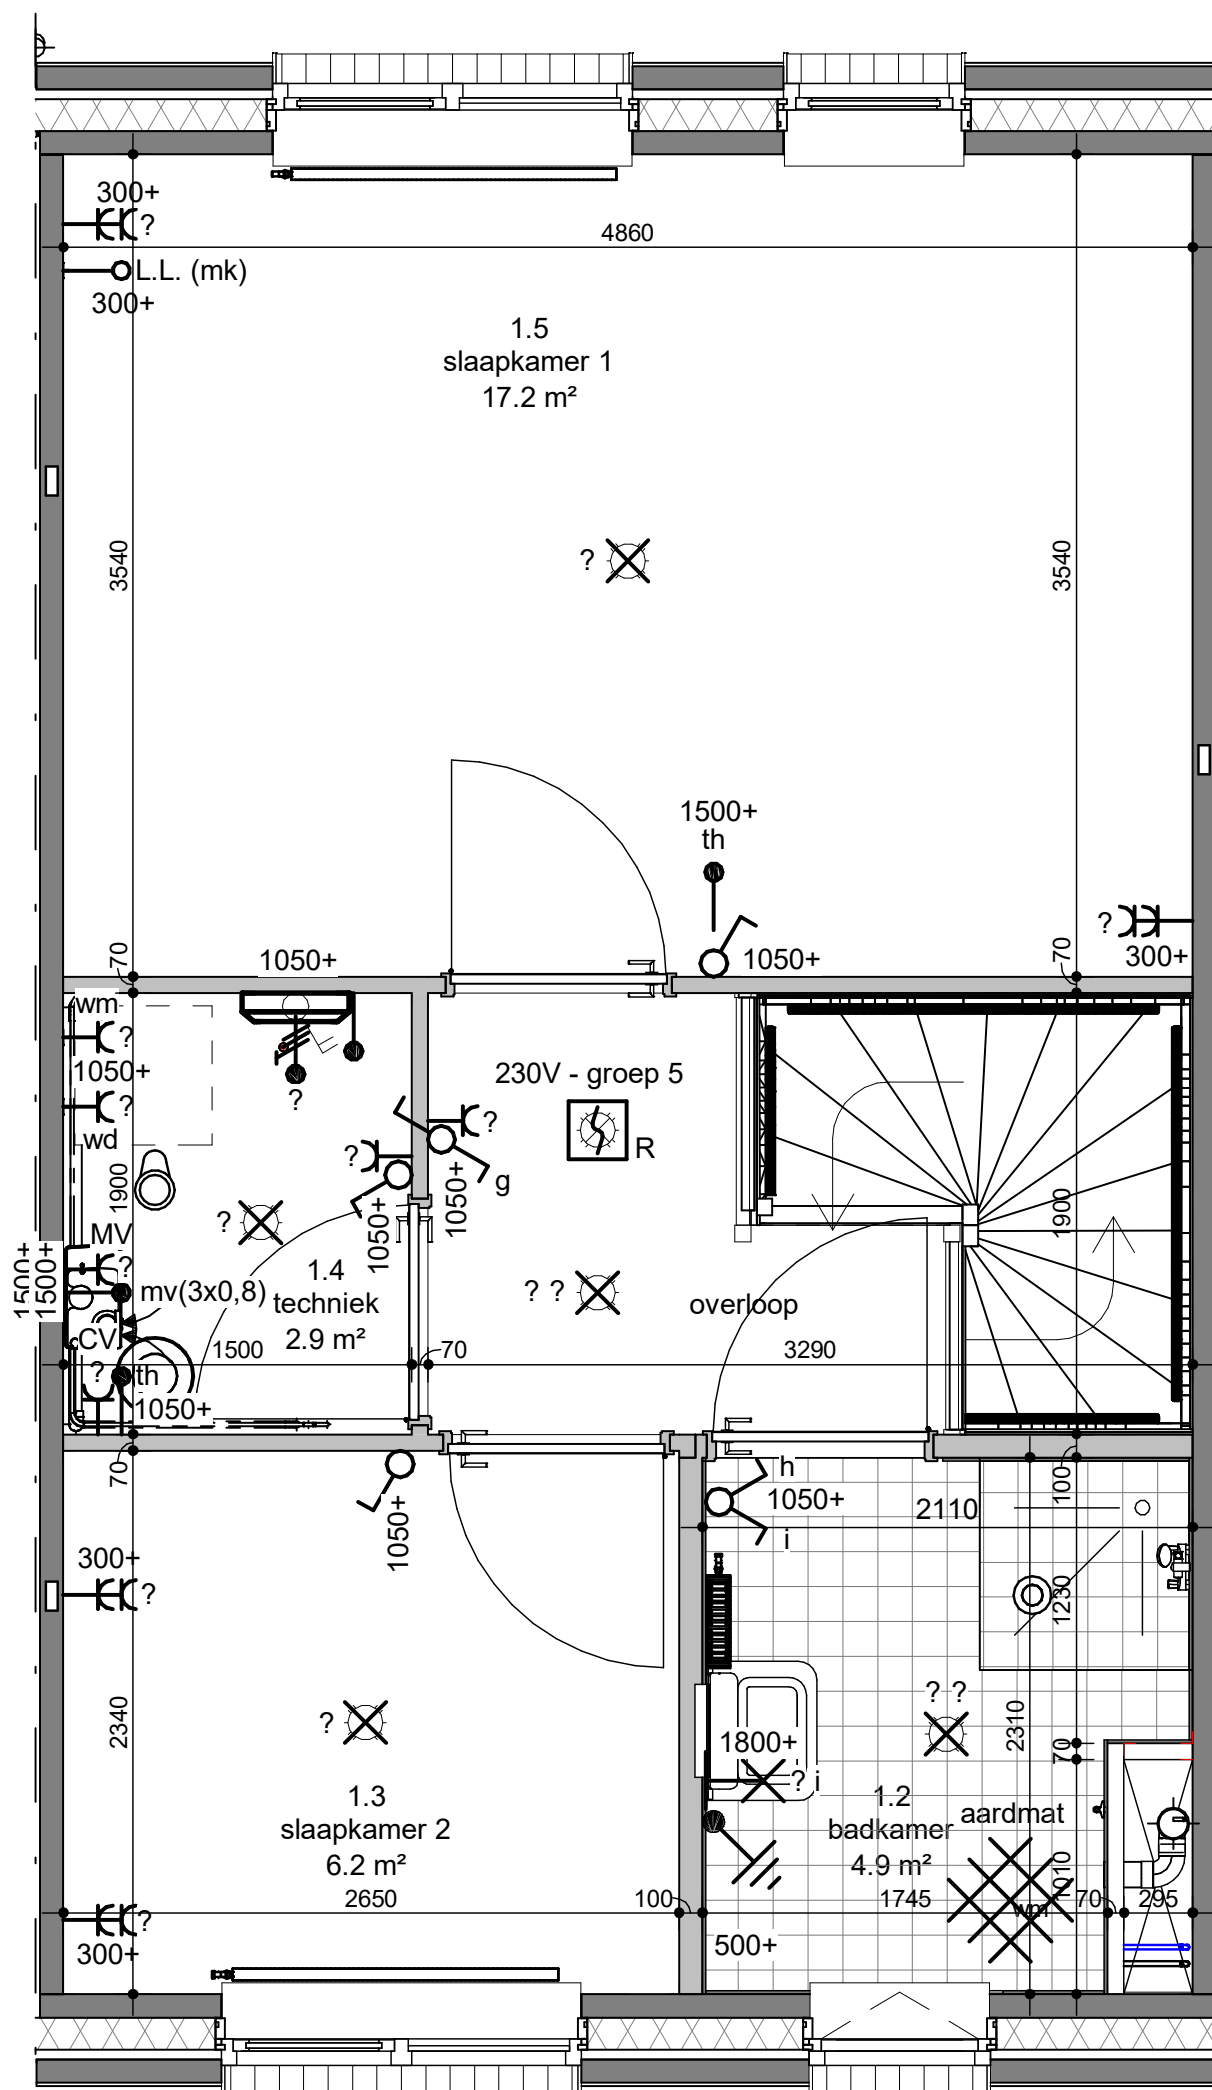 300+
?
4860
L.L. (mk)
300+
1.5
slaapkamer 1
17.2 m²
3540
3540
?
1500+
th
?
1050+
300+
70
70
1050+
wm
?
1050+
?
wd
?
230V - groep 5
?
R
?
g
1050+
1050+
1900
1900
?
MV
?
1500+
1500+
mv(3x0,8)
1.4
techniek
2.9 m²
? ?
overloop
CV
?
th
1500
70
3290
1050+
70
100
h
1050+
i
2110
1050+
300+
?
1230
2340
?
? ?
2310
70
1800+
? i
1.3
slaapkamer 2
6.2 m²
1.2
badkamer
4.9 m²
aardmat
1010
2650
100
1745
wm
70
295
?
300+
500+